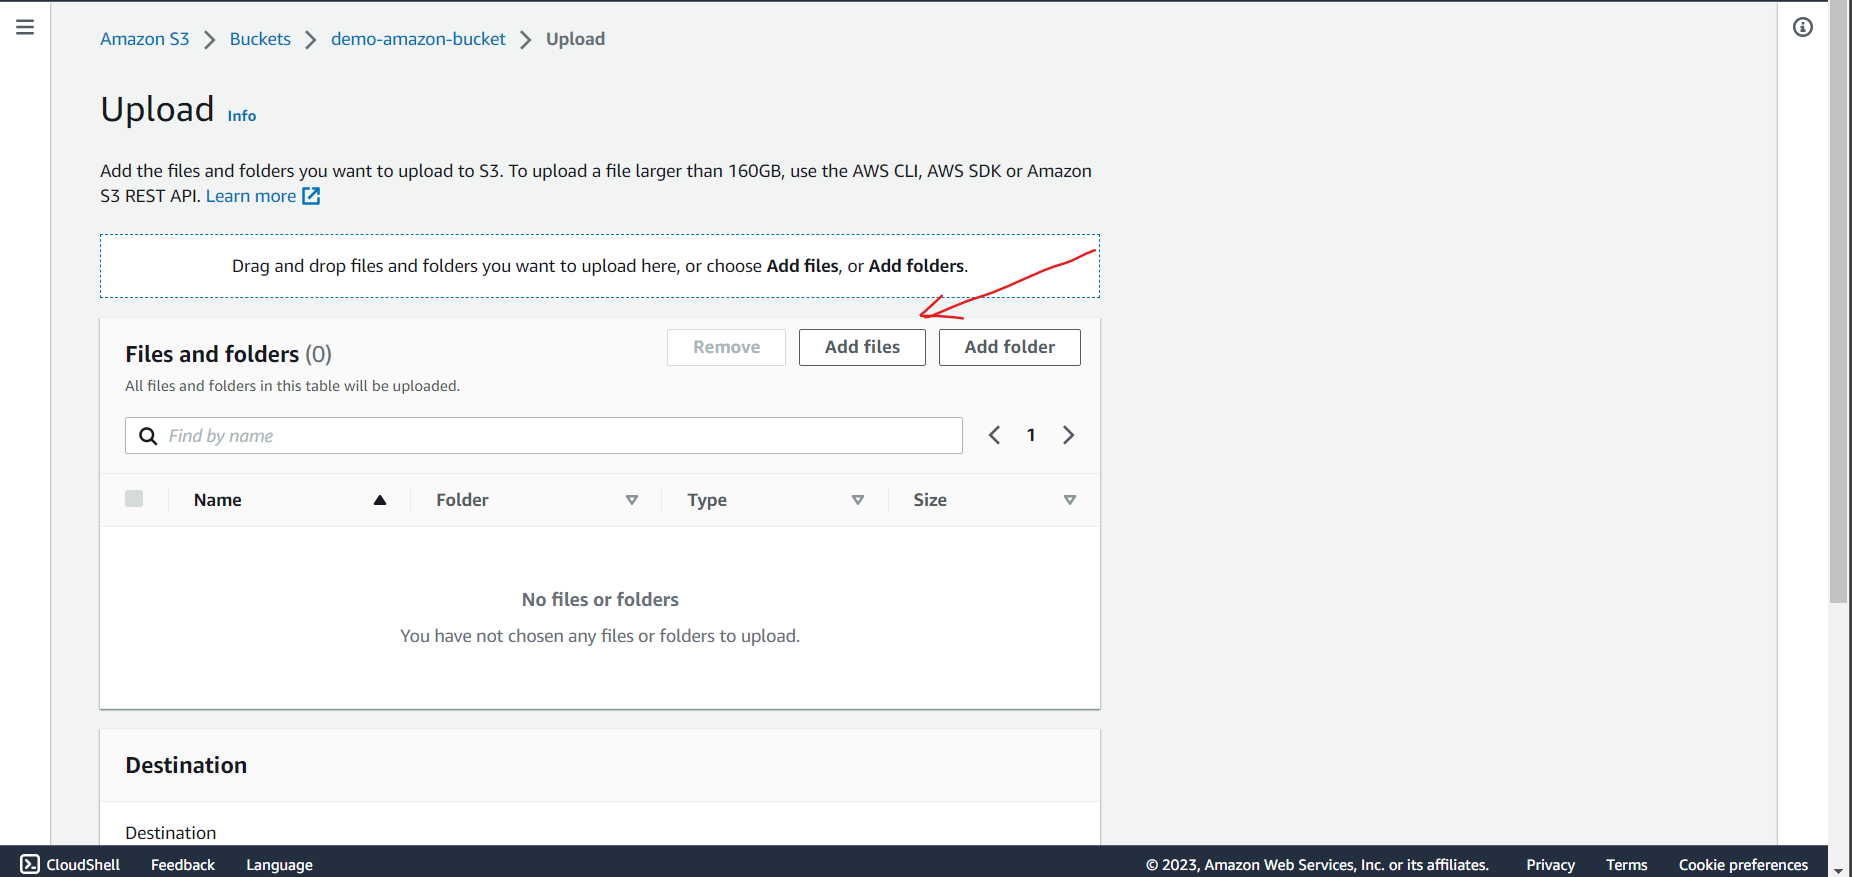 Amazon S3 Buckets demo-amazon-bucket Upload
Upload Info
Add the files and folders you want to upload to S3. To upload a file larger than 160GB, use the AWS CLI, AWS SDK or Amazon
S3 REST API. Learn more
Drag and drop files and folders you want to upload here, or choose Add files, or Add folders.
Files and folders (0) Remove Add files Add folder
All files and folders in this table will be uploaded.
Find by name 1
Name Folder Type Size
No files or folders
You have not chosen any files or folders to upload.
Destination
Destination
CloudShell Feedback Language © 2023, Amazon Web Services, Inc. or its affiliates. Privacy Terms Cookie preferences